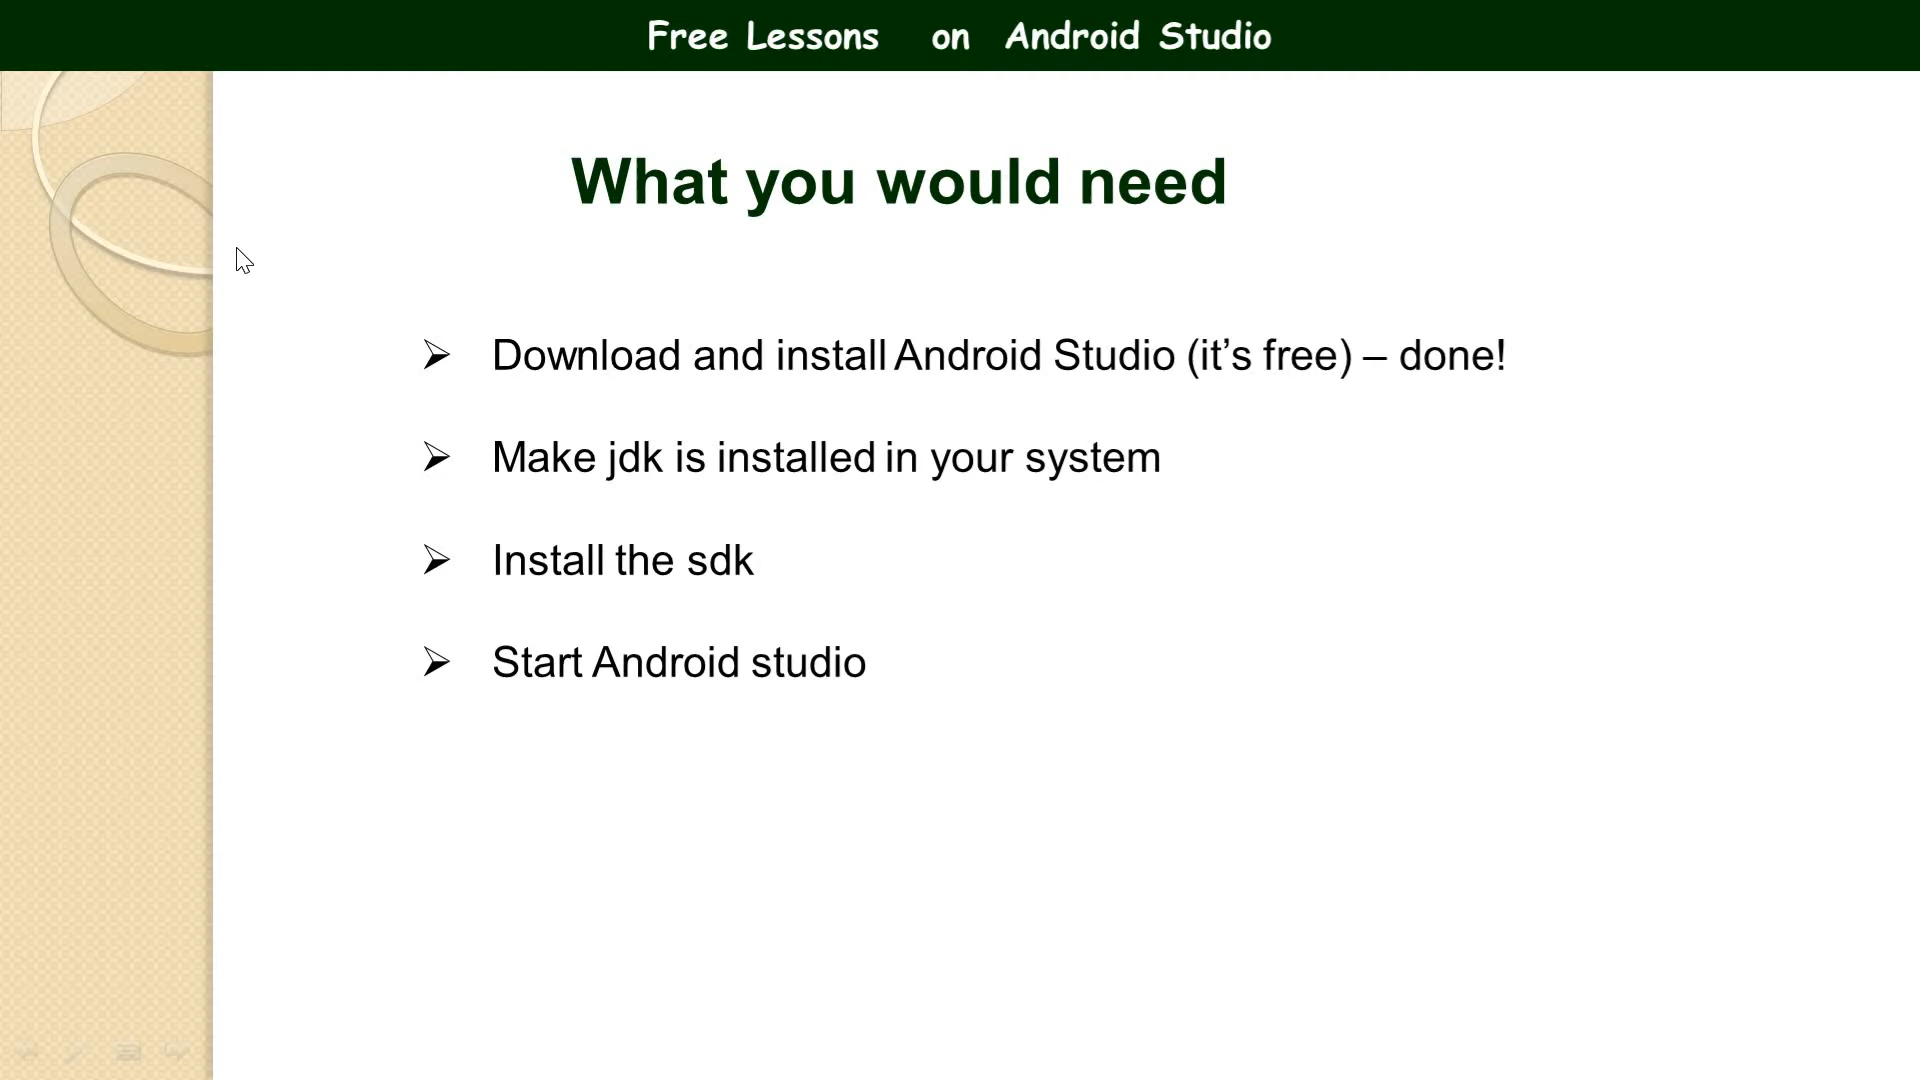 Free Lessons on Android Studio
What you would need
➢ Download and install Android Studio (it’s free) – done!
➢ Make jdk is installed in your system
➢ Install the sdk
➢ Start Android studio